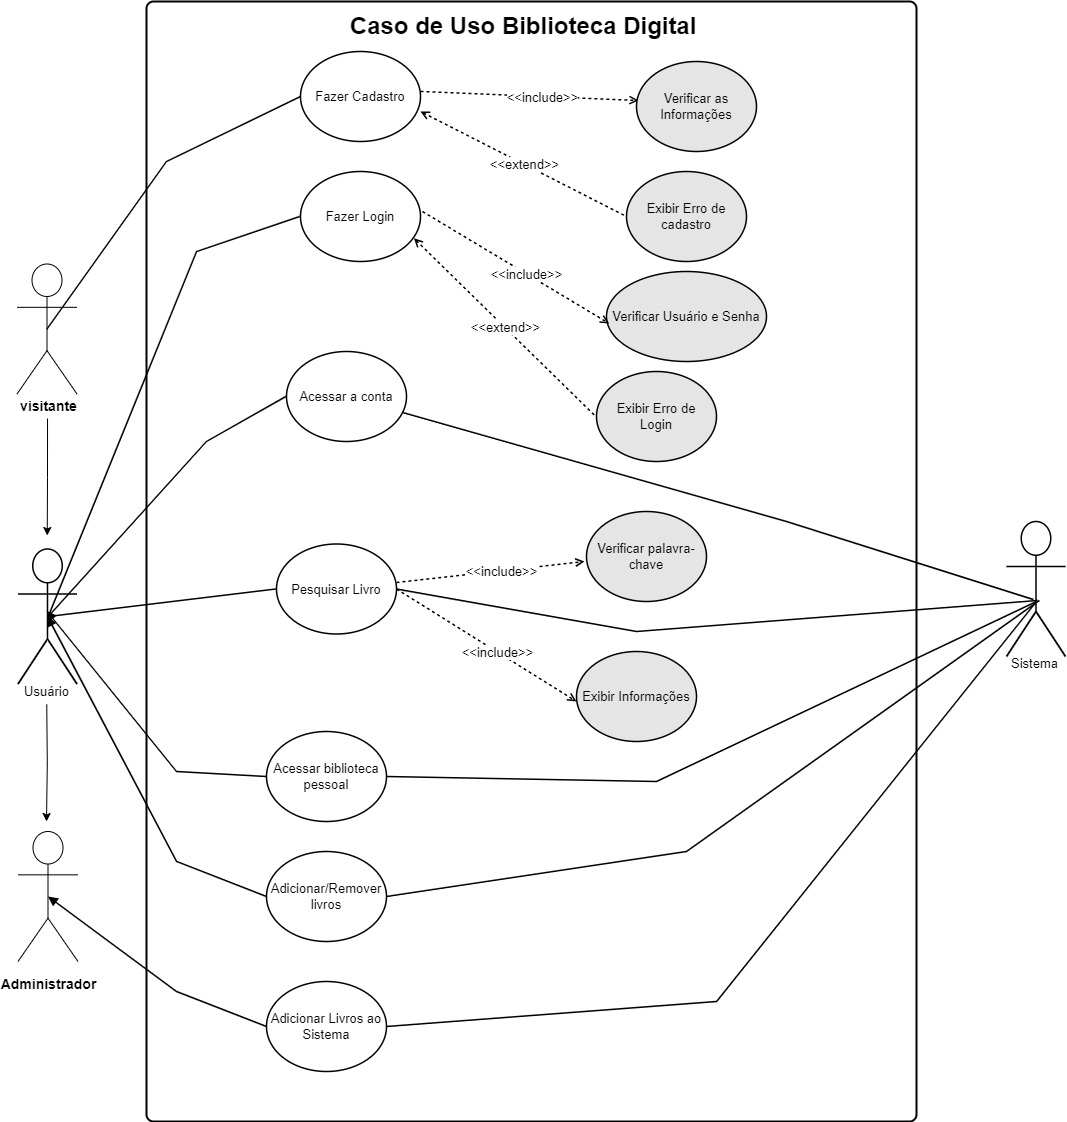 Caso de Uso Biblioteca Digital
Fazer Cadastro
<<include>>
Verificar as
Informações
<<extend>>
Exibir Erro de
cadastro
Fazer Login
<<include>>
Verificar Usuário e Senha
<<extend>>
Exibir Erro de
Login
visitante
Acessar a conta
Usuário
Pesquisar Livro
<<include>>
Verificar palavra-
chave
<<include>>
Exibir Informações
Sistema
Acessar biblioteca
pessoal
Adicionar/Remover
livros
Administrador
Adicionar Livros ao
Sistema